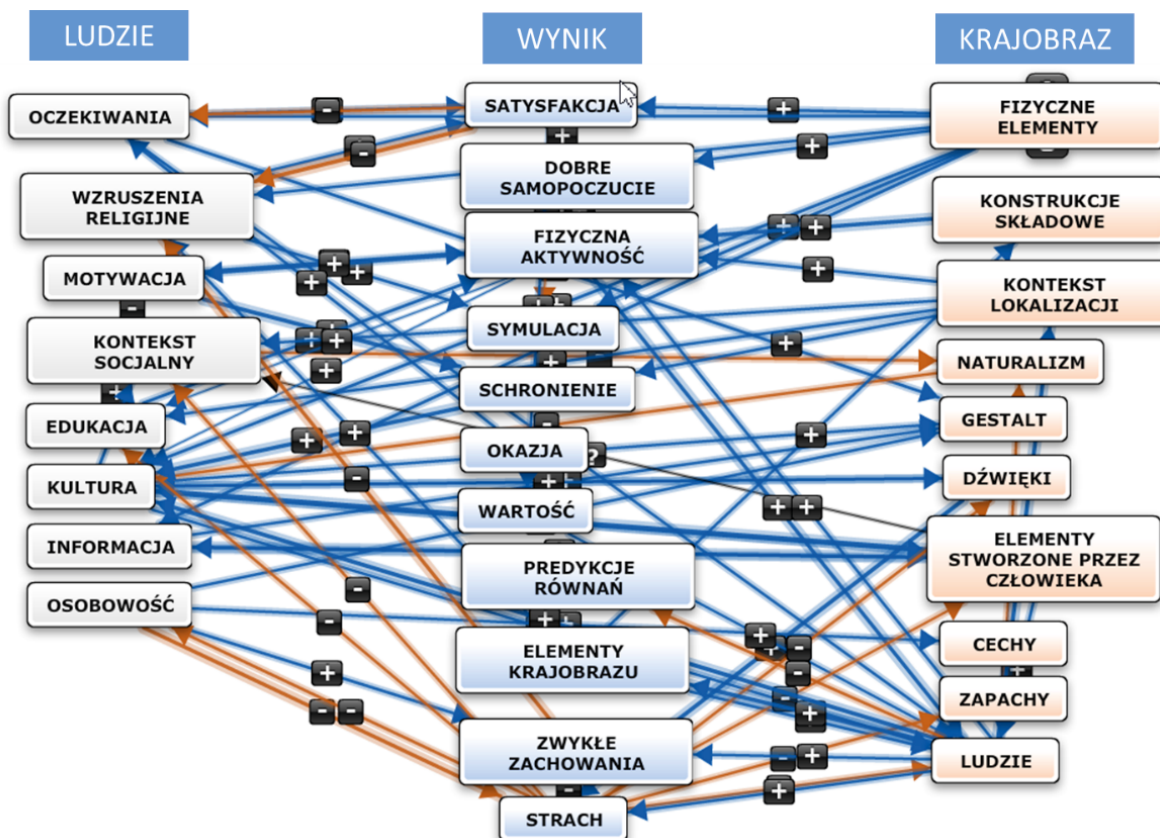 LUDZIE
WYNIK
KRAJOBRAZ
OCZEKIWANIA
WZRUSZENIA
RELIGIJNE
MOTYWACJA
KONTEKST
SOCJALNY
EDUKACJA
KULTURA
INFORMACJA
OSOBOWOŚĆ
SATYSFAKCJA
DOBRE
SAMOPOCZUCIE
FIZYCZNA
AKTYWNOŚĆ
SYMULACJA
SCHRONIENIE
OKAZJA
WARTOŚĆ
PREDYKCJE
RÓWNAŃ
ELEMENTY
KRAJOBRAZU
ZWYKŁE
ZACHOWANIA
STRACH
FIZYCZNE
ELEMENTY
KONSTRUKCJE
SKŁADOWE
KONTEKST
LOKALIZACJI
NATURALIZM
GESTALT
DŹWIĘKI
ELEMENTY
STWORZONE PRZEZ
CZŁOWIEKA
CECHY
ZAPACHY
LUDZIE